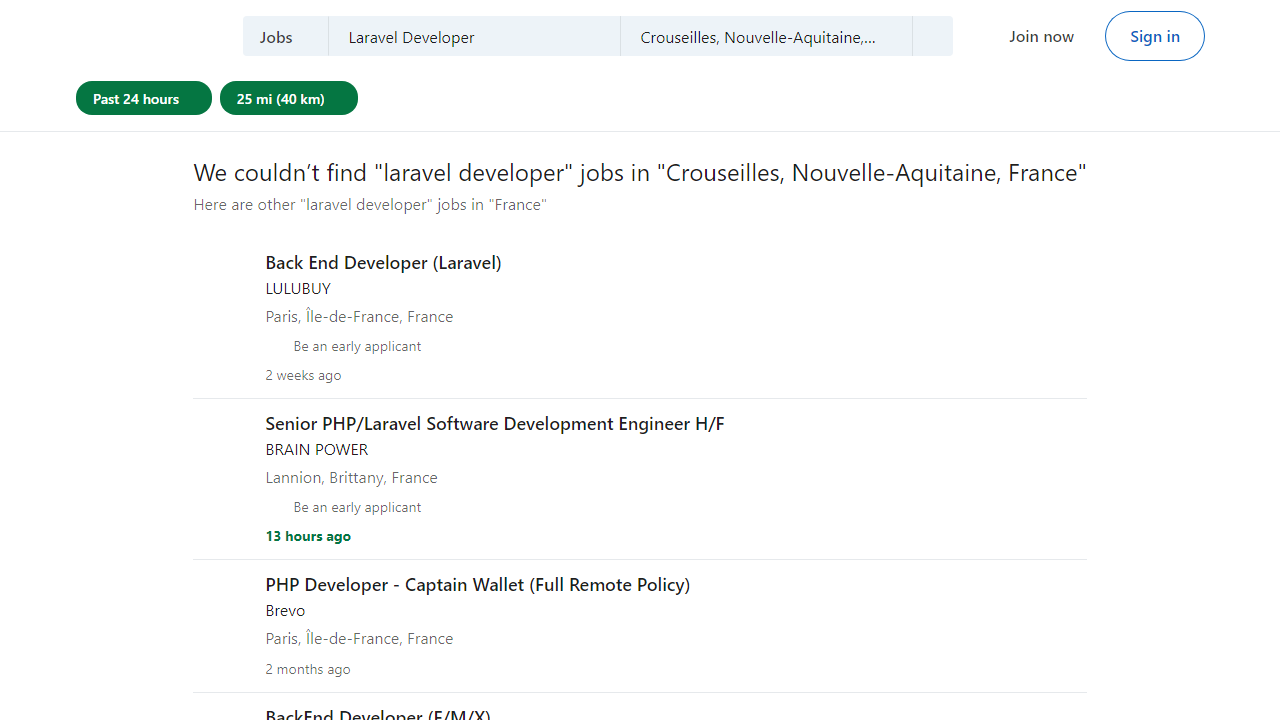 Jobs
Laravel Developer
Crouseilles, Nouvelle-Aquitaine,...
Join now
Sign in
Past 24 hours
25 mi (40 km)
We couldn’t find "laravel developer" jobs in "Crouseilles, Nouvelle-Aquitaine, France"
Here are other "laravel developer" jobs in "France"
Back End Developer (Laravel)
LULUBUY
Paris, Île-de-France, France
Be an early applicant
2 weeks ago
Senior PHP/Laravel Software Development Engineer H/F
BRAIN POWER
Lannion, Brittany, France
Be an early applicant
13 hours ago
PHP Developer - Captain Wallet (Full Remote Policy)
Brevo
Paris, Île-de-France, France
2 months ago
BackEnd Developer (F/M/X)